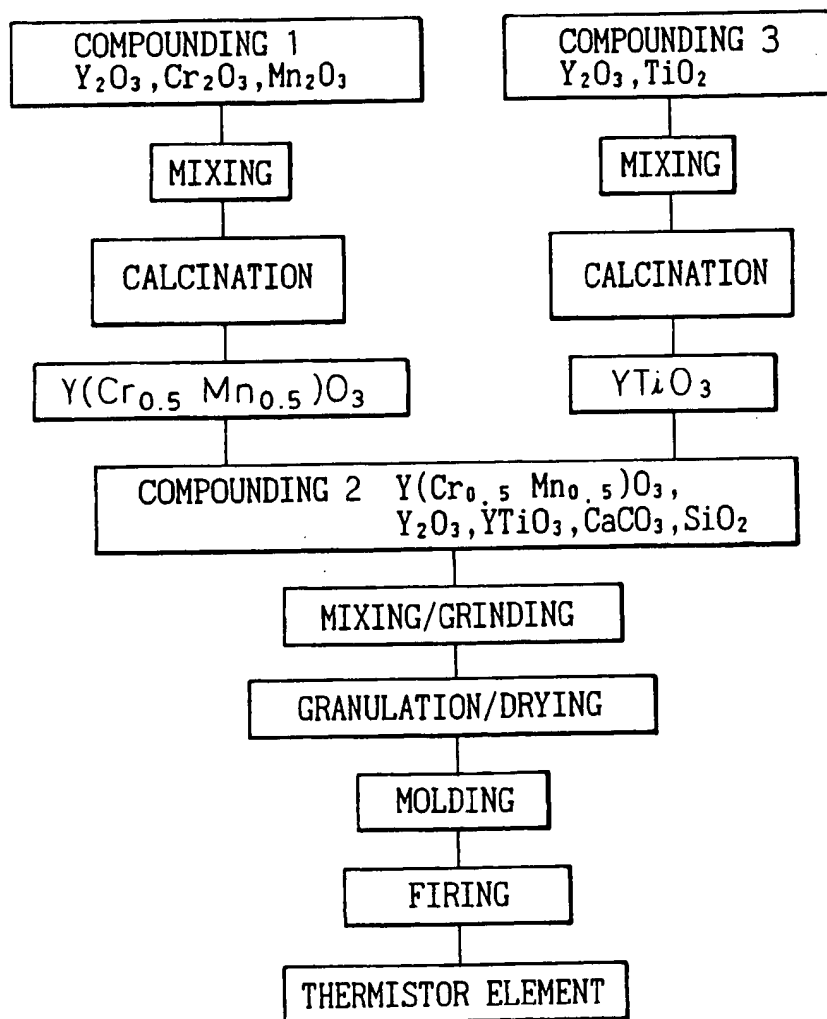 COMPOUNDING 1
Y₂O₃,Cr₂O₃,Mn₂O₃
MIXING
CALCINATION
Y(Cr₀.₅ Mn₀.₅)O₃
COMPOUNDING 3
Y₂O₃,TiO₂
MIXING
CALCINATION
YTiO₃
COMPOUNDING 2 Y(Cr₀.₅ Mn₀.₅)O₃,
Y₂O₃,YTiO₃,CaCO₃,SiO₂
MIXING/GRINDING
GRANULATION/DRYING
MOLDING
FIRING
THERMISTOR ELEMENT